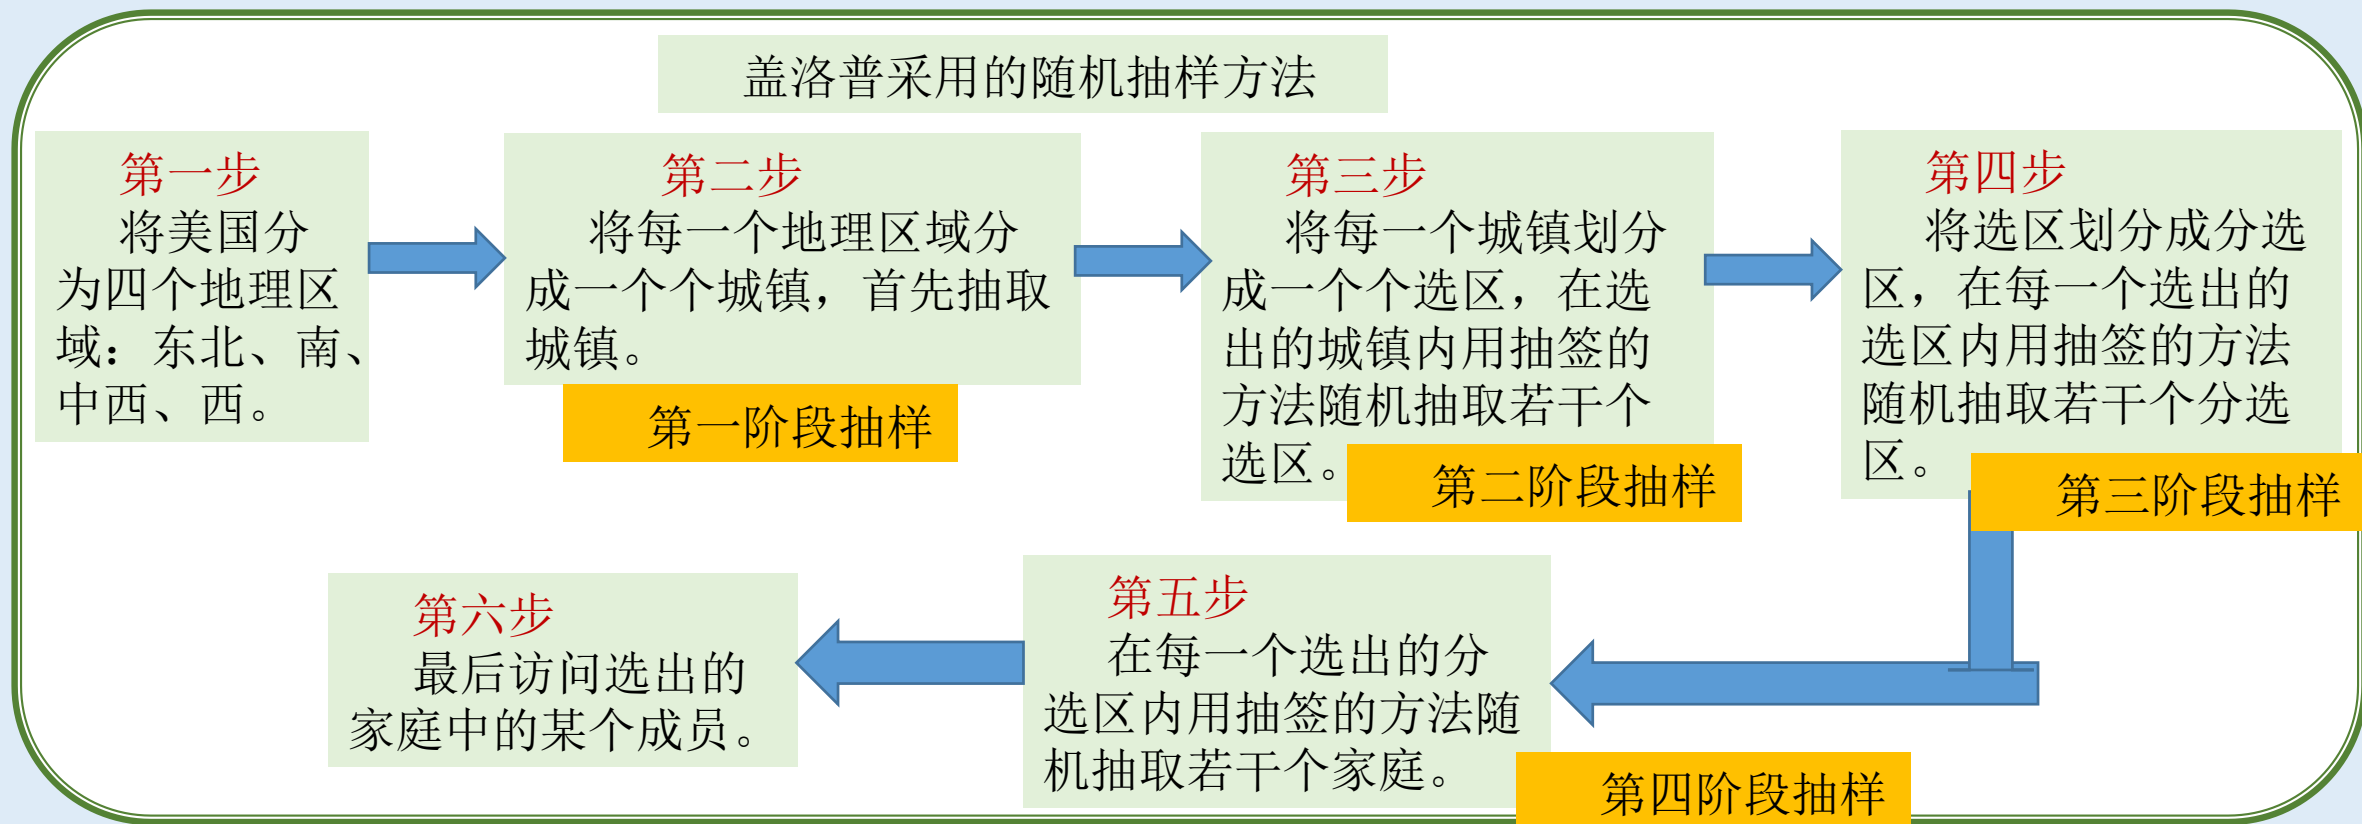 盖洛普采用的随机抽样方法
第一步
将美国分
为四个地理区
域：东北、南、
中西、西。
第二步
将每一个地理区域分
成一个个城镇，首先抽取
城镇。
第一阶段抽样
第三步
将每一个城镇划分
成一个个选区，在选
出的城镇内用抽签的
方法随机抽取若干个
选区。
第二阶段抽样
第四步
将选区划分成分选
区，在每一个选出的
选区内用抽签的方法
随机抽取若干个分选
区。
第三阶段抽样
第五步
在每一个选出的分
选区内用抽签的方法随
机抽取若干个家庭。
第四阶段抽样
第六步
最后访问选出的
家庭中的某个成员。